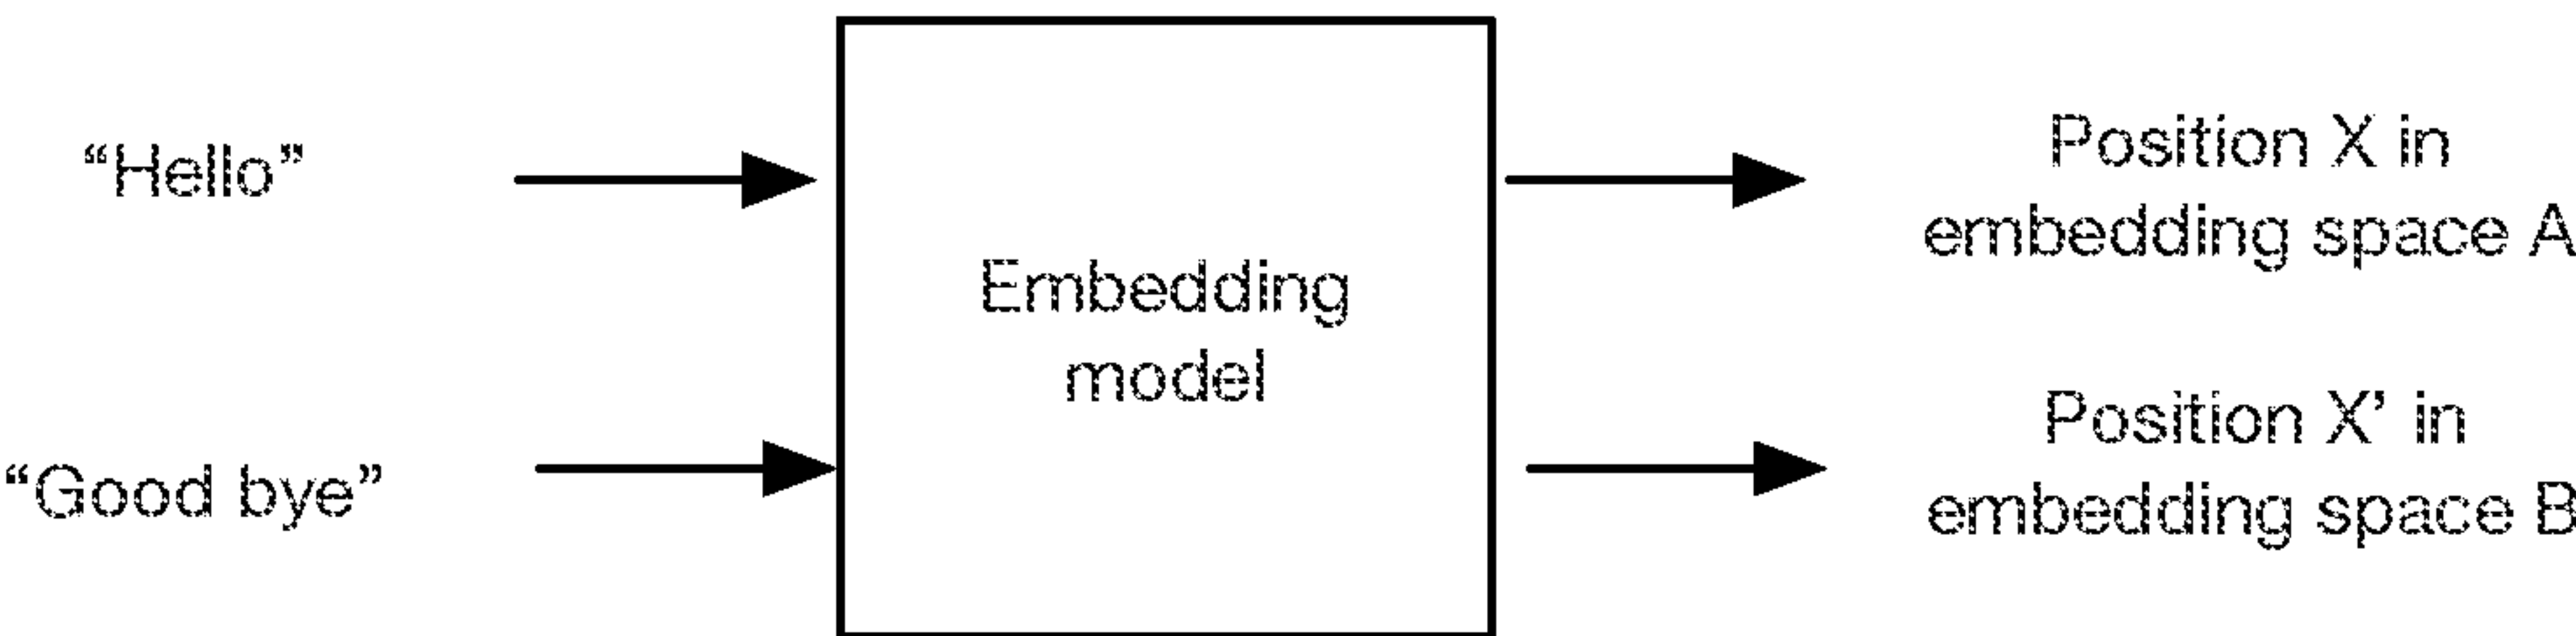 “Hello”
“Good bye”
Embedding
model
Position X in
embedding space A
Position X’ in
embedding space B